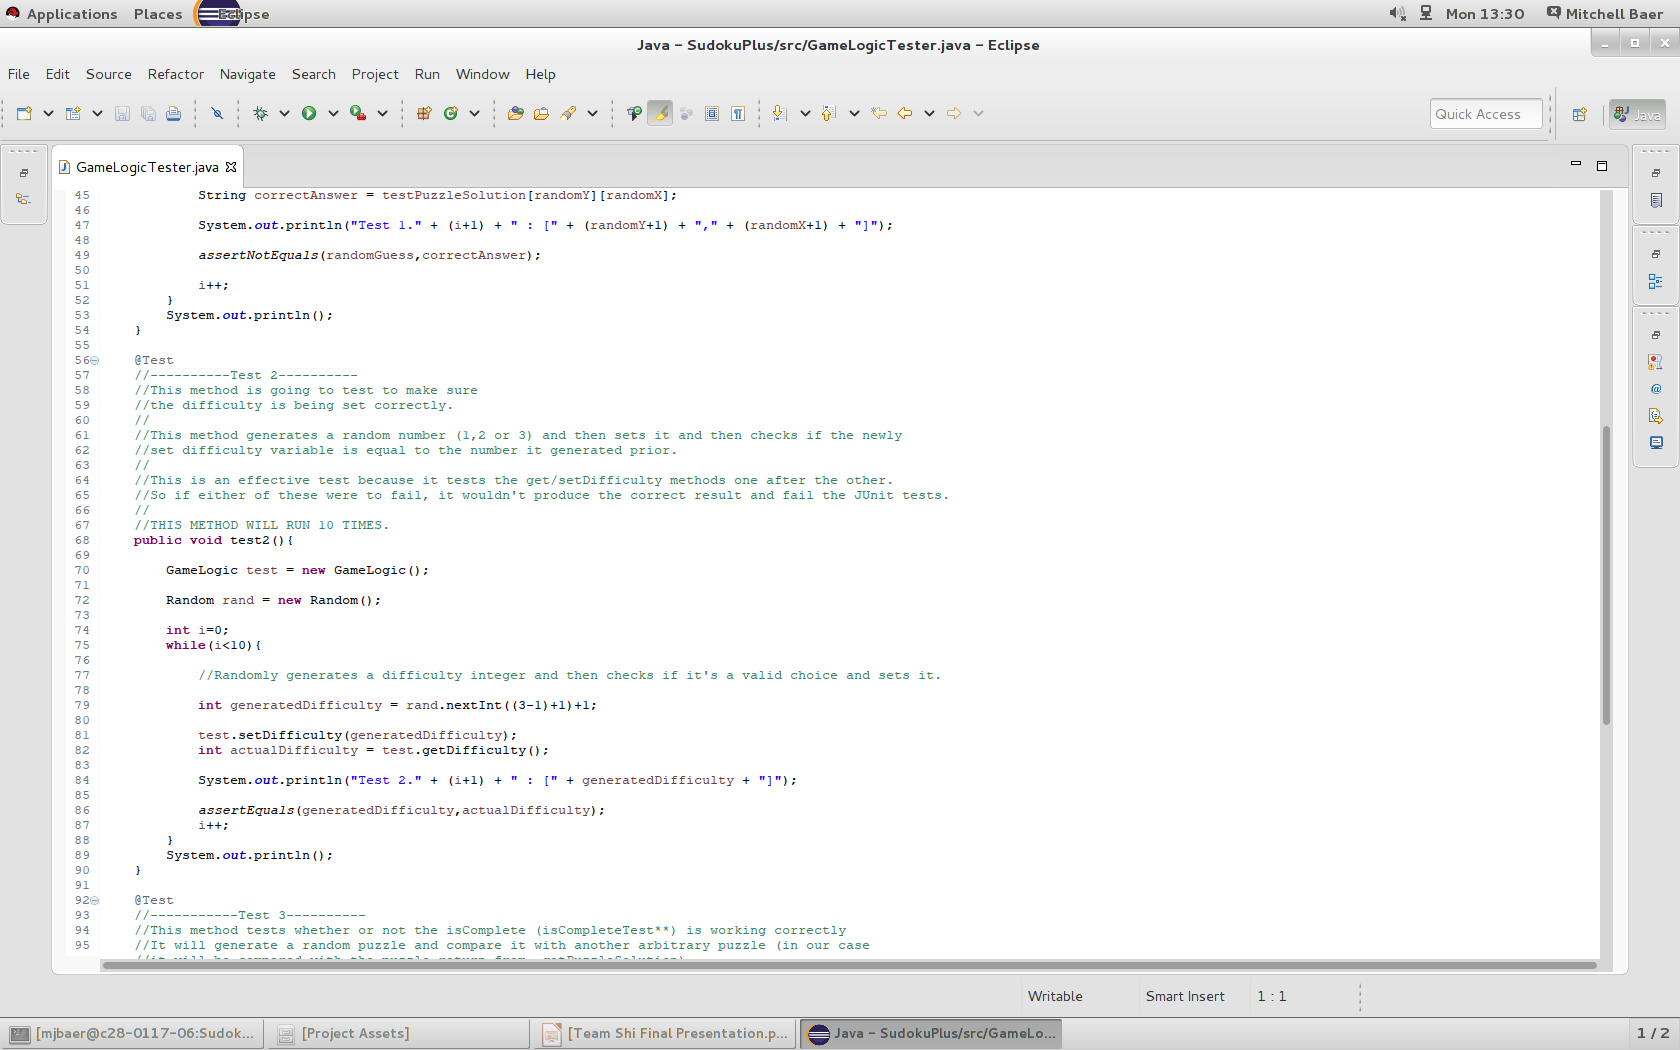 Applications Places Eclipse Mon 13:30 Mitchell Baer
Java - SudokuPlus/src/GameLogicTester.java - Eclipse
File Edit Source Refactor Navigate Search Project Run Window Help
Quick Access Java
GameLogicTester.java
45 String correctAnswer = testPuzzleSolution[randomY][randomX];
46
47 System.out.println("Test 1." + (i+1) + " : [" + (randomY+1) + "," + (randomX+1) + "]");
48
49 assertNotEquals(randomGuess,correctAnswer);
50
51 i++;
52 }
53 System.out.println();
54 }
55
56 @Test
57 //----------Test 2----------
58 //This method is going to test to make sure
59 //the difficulty is being set correctly.
60 //
61 //This method generates a random number (1,2 or 3) and then sets it and then checks if the newly
62 //set difficulty variable is equal to the number it generated prior.
63 //
64 //This is an effective test because it tests the get/setDifficulty methods one after the other.
65 //So if either of these were to fail, it wouldn't produce the correct result and fail the JUnit tests.
66 //
67 //THIS METHOD WILL RUN 10 TIMES.
68 public void test2(){
69
70 GameLogic test = new GameLogic();
71
72 Random rand = new Random();
73
74 int i=0;
75 while(i<10){
76
77 //Randomly generates a difficulty integer and then checks if it's a valid choice and sets it.
78
79 int generatedDifficulty = rand.nextInt((3-1)+1)+1;
80
81 test.setDifficulty(generatedDifficulty);
82 int actualDifficulty = test.getDifficulty();
83
84 System.out.println("Test 2." + (i+1) + " : [" + generatedDifficulty + "]");
85
86 assertEquals(generatedDifficulty,actualDifficulty);
87 i++;
88 }
89 System.out.println();
90 }
91
92 @Test
93 //-----------Test 3----------
94 //This method tests whether or not the isComplete (isCompleteTest**) is working correctly
95 //It will generate a random puzzle and compare it with another arbitrary puzzle (in our case
//it will be compared with the puzzle return from getPuzzleSolution)
Writable Smart Insert 1 : 1
[mjbaer@c28-0117-06:Sudok... [Project Assets] [Team Shi Final Presentation.p... Java - SudokuPlus/src/GameLo... 1 / 2